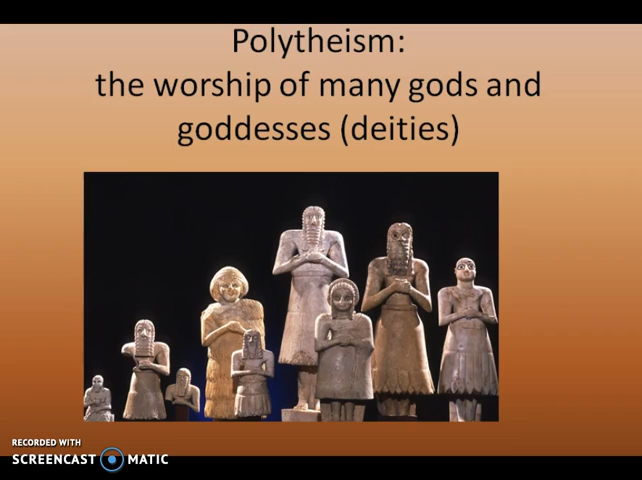 Polytheism:
the worship of many gods and
goddesses (deities)
RECORDED WITH
SCREENCAST MATIC